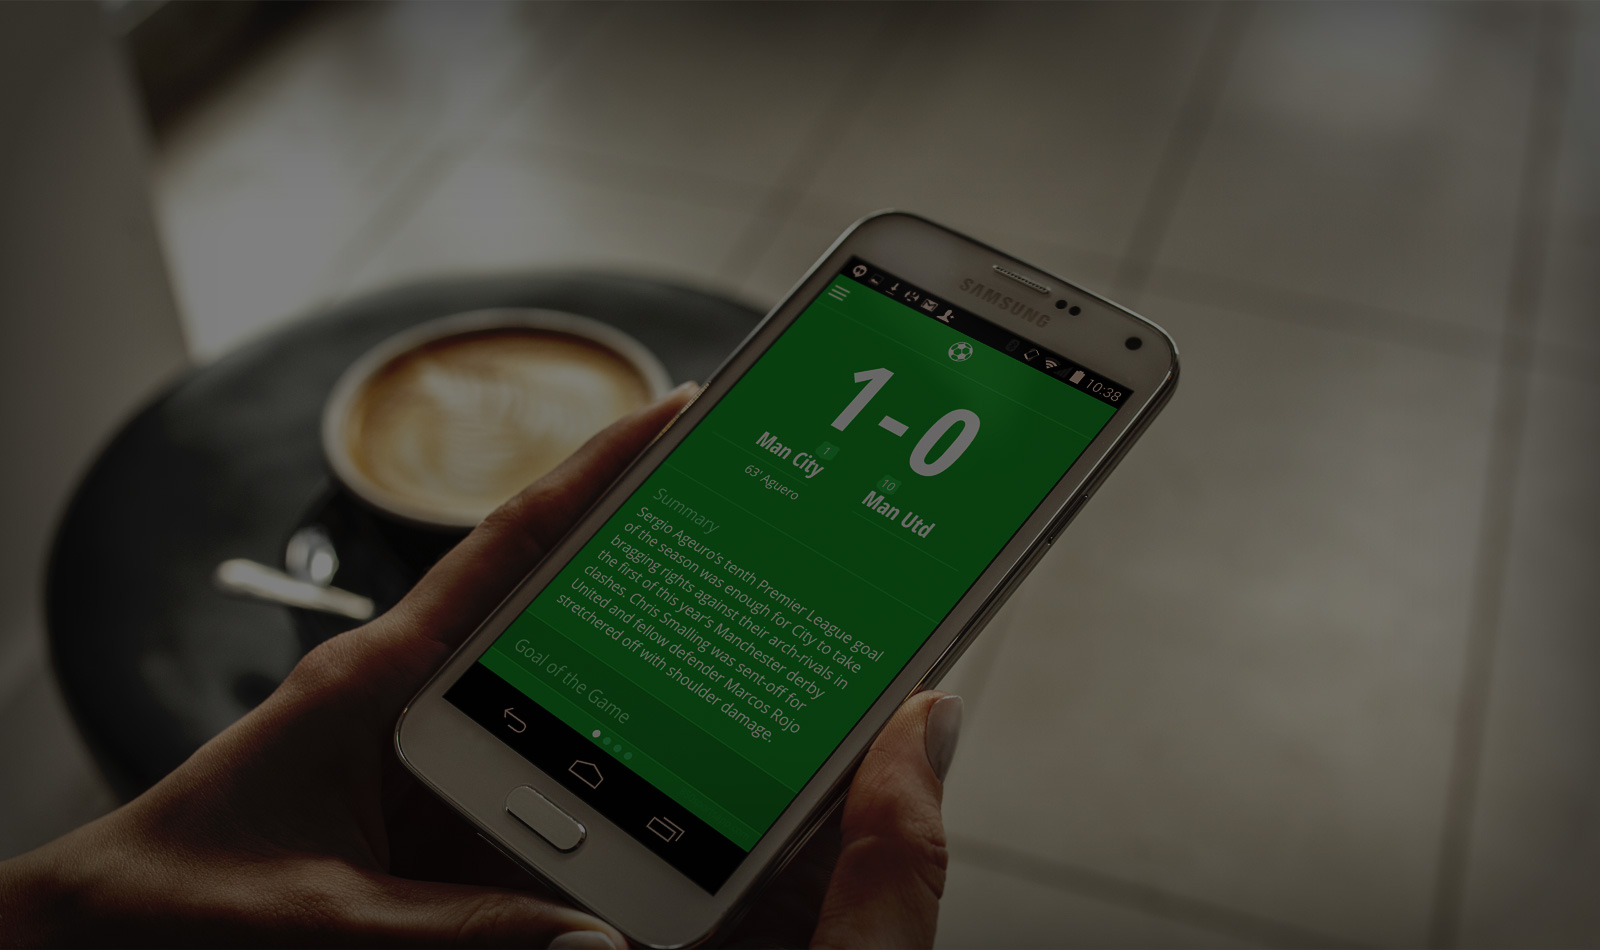 SAMSUNG
10:38
1-0
Man City
1
63' Aguero
10
Man Utd
Summary
Sergio Ageuro's tenth Premier League goal
of the season was enough for City to take
bragging rights against their arch-rivals in
the first of this year's Manchester derby
clashes. Chris Smalling was sent-off for
United and fellow defender Marcos Rojo
stretchered off with shoulder damage.
Goal of the Game